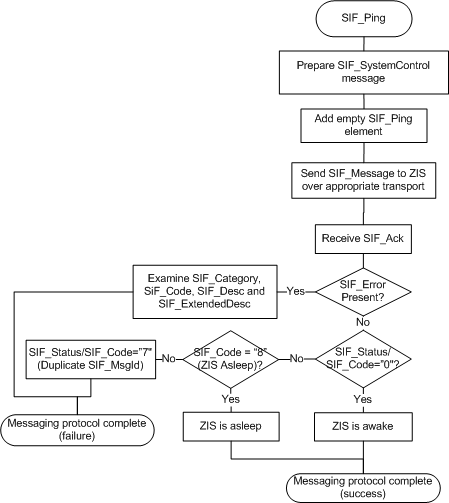 SIF_Ping
Prepare SIF_SystemControl
message
Add empty SIF_Ping
element
Send SIF_Message to ZIS
over appropriate transport
Receive SIF_Ack
SIF_Error
Present?
Yes
Examine SIF_Category,
SiF_Code, SIF_Desc and
SIF_ExtendedDesc
No
SIF_Status/
SIF_Code="0"?
No
SIF_Code = "8"
(ZIS Asleep)?
No
SIF_Status/SIF_Code="7"
(Duplicate SIF_MsgId)
Yes
Yes
ZIS is asleep
ZIS is awake
Messaging protocol complete
(failure)
Messaging protocol complete
(success)